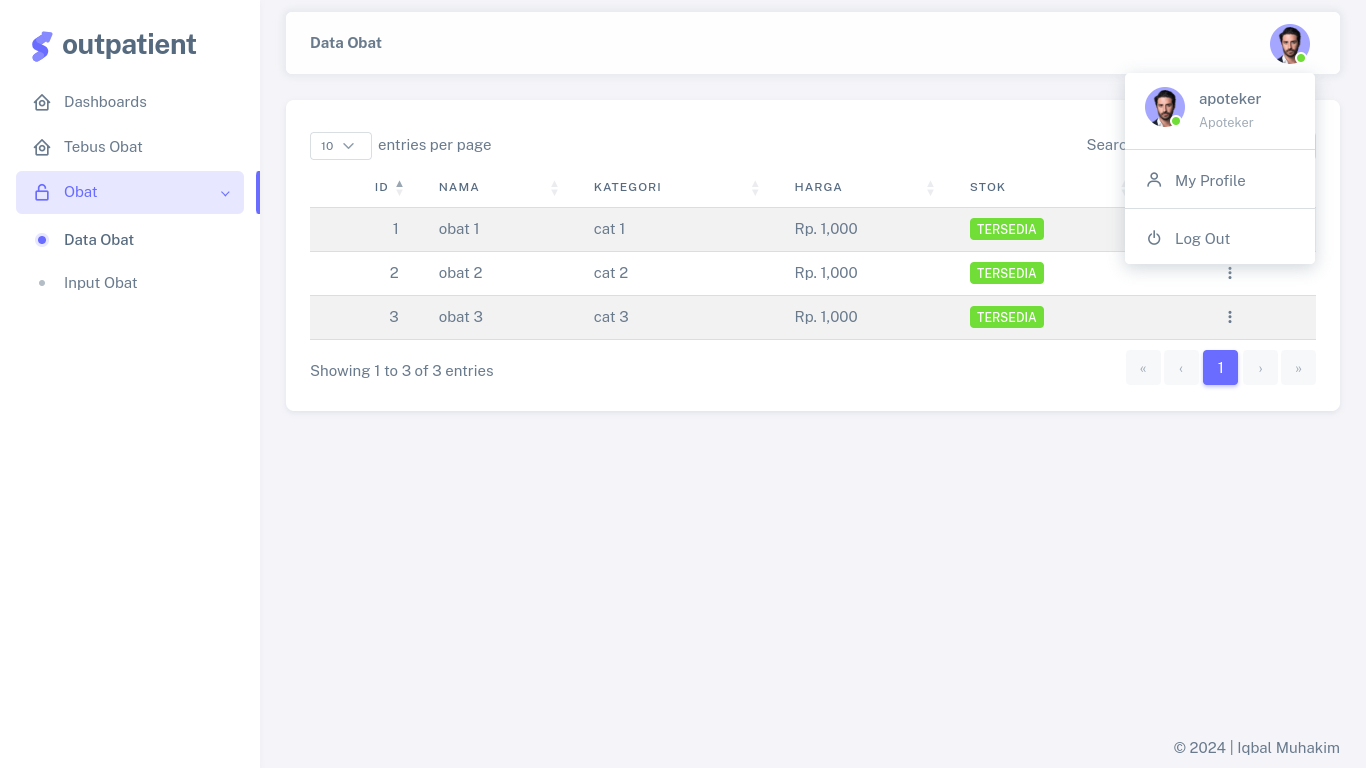 outpatient
Dashboards
Tebus Obat
Obat
Data Obat
Input Obat
Data Obat
apoteker
Apoteker
My Profile
Log Out
10 entries per page
ID NAMA KATEGORI HARGA STOK
1 obat 1 cat 1 Rp. 1,000 TERSEDIA
2 obat 2 cat 2 Rp. 1,000 TERSEDIA
3 obat 3 cat 3 Rp. 1,000 TERSEDIA
Showing 1 to 3 of 3 entries
« ‹ 1 › »
© 2024 | Iqbal Muhakim